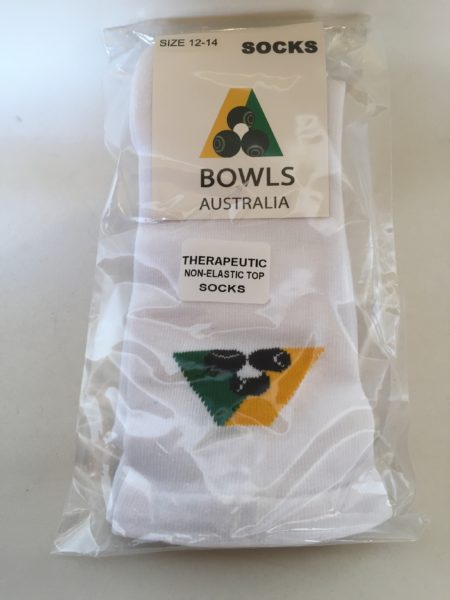 SIZE 12-14 SOCKS
BOWLS
AUSTRALIA
THERAPEUTIC
NON-ELASTIC TOP
SOCKS